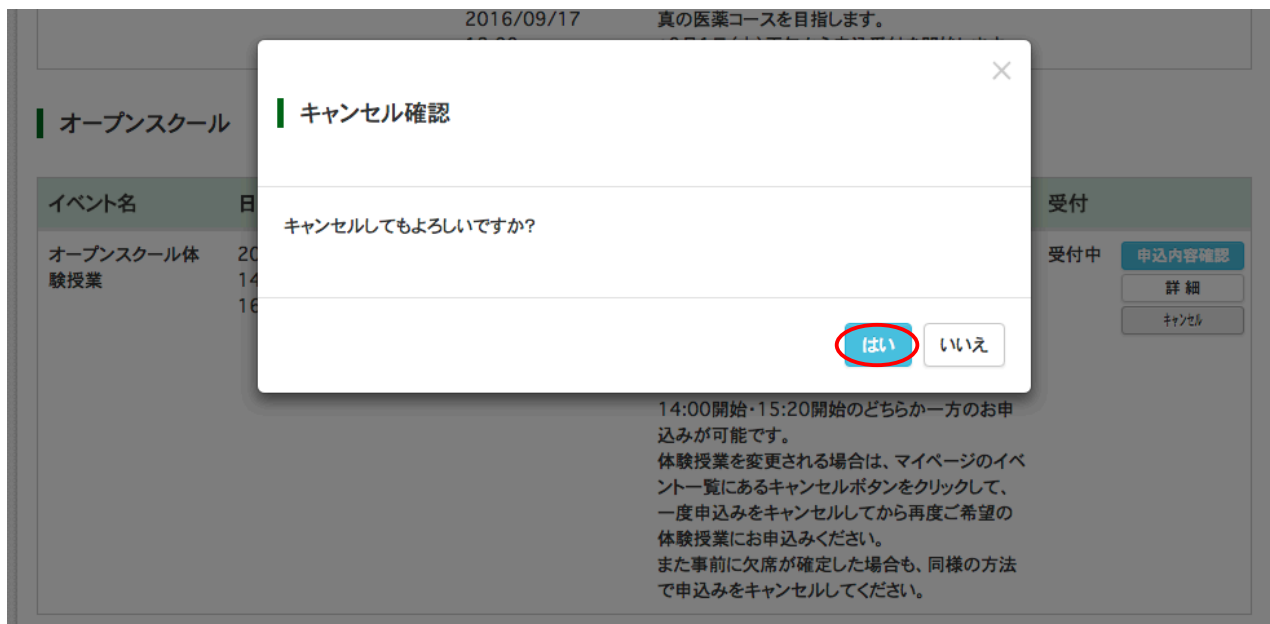 2016/09/17
真の医薬コースを目指します。
×
キャンセル確認
オープンスクール
イベント名
日
受付
キャンセルしてもよろしいですか?
オープンスクール体
験授業
20
14
16
受付中
申込内容確認
詳細
キャンセル
はい
いいえ
14:00開始・15:20開始のどちらか一方のお申
込みが可能です。
体験授業を変更される場合は、マイページのイベ
ント一覧にあるキャンセルボタンをクリックして、
一度申込みをキャンセルしてから再度ご希望の
体験授業にお申込みください。
また事前に欠席が確定した場合も、同様の方法
で申込みをキャンセルしてください。